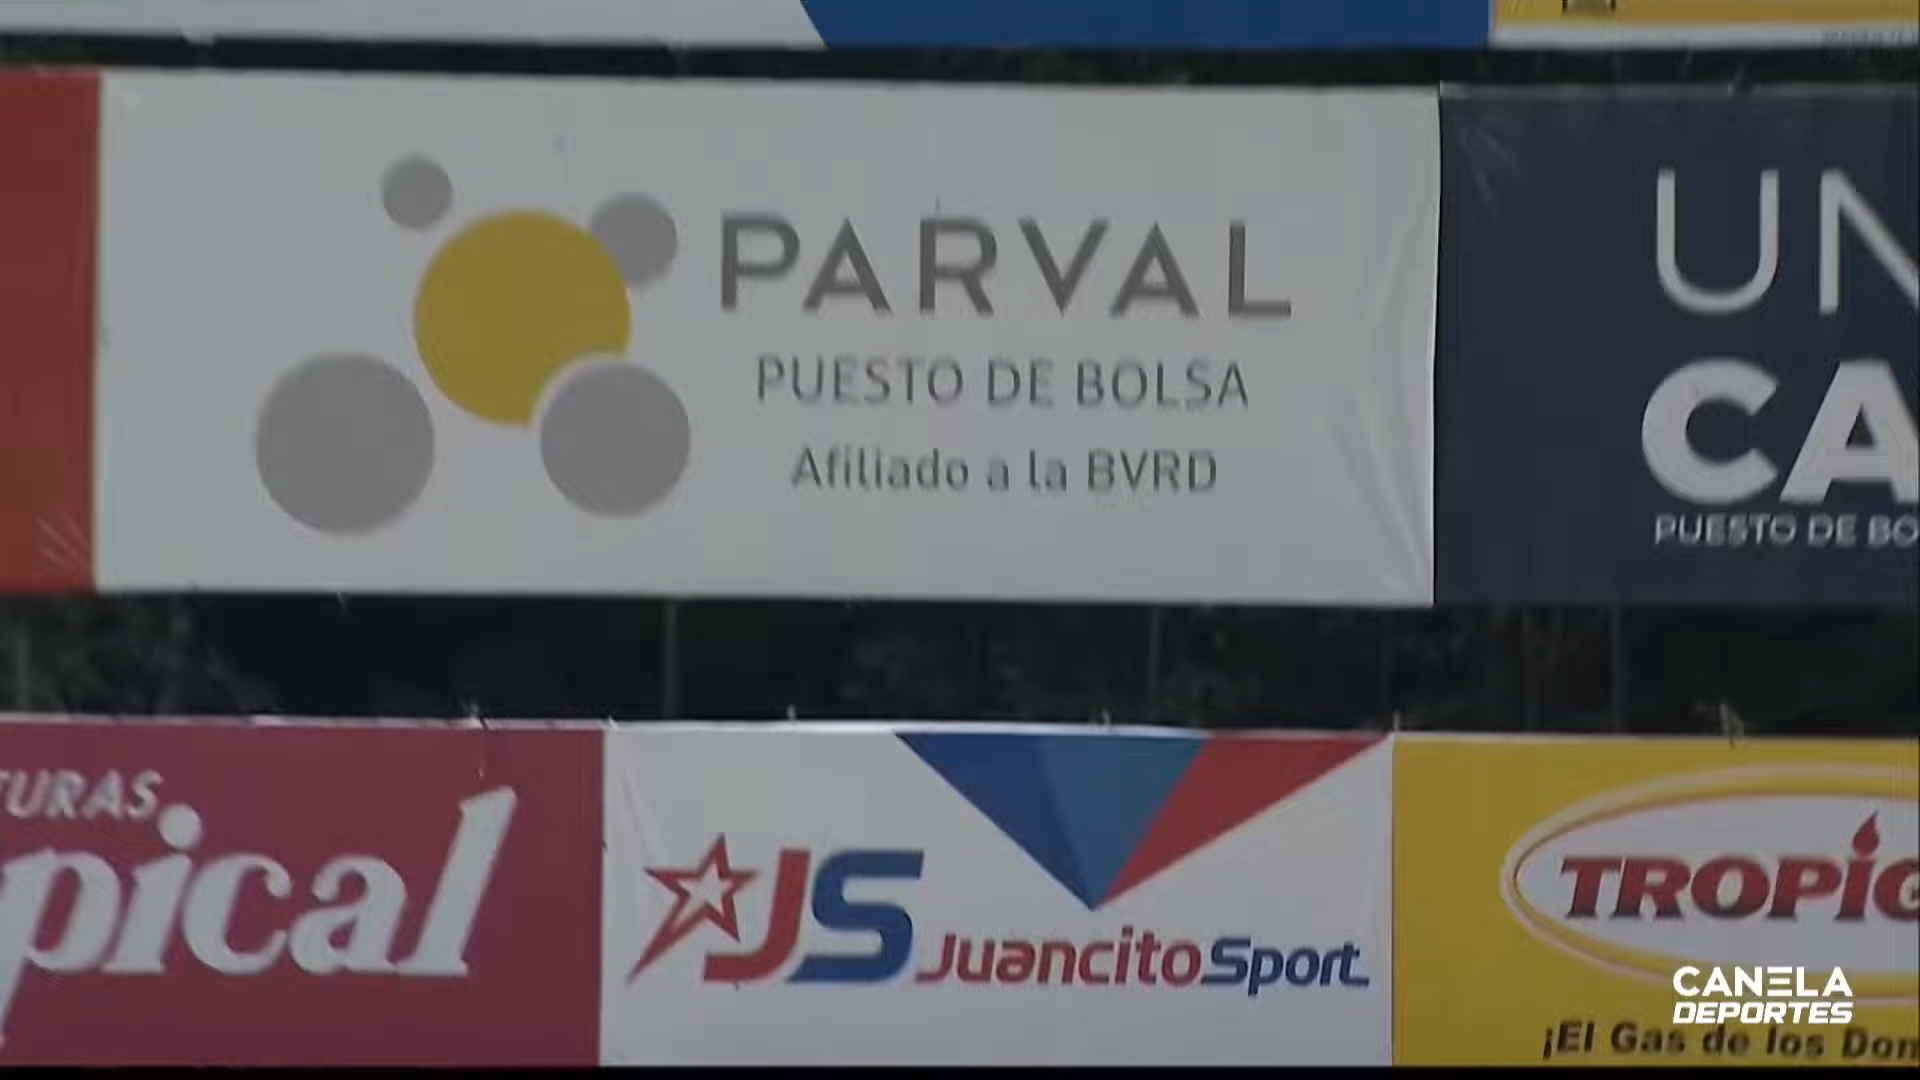 PARVAL
PUESTO DE BOLSA
Afiliado a la BVRD
UN
CA
PUESTO DE BO
TURAS
pical
JS JuancitoSport
TROPIG
¡El Gas de los Dom
CANELA
DEPORTES